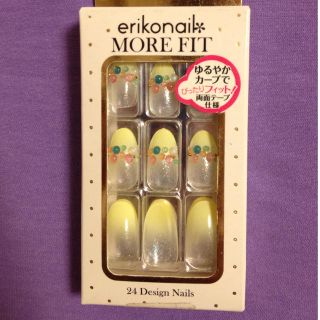 erikonail
MORE FIT
ゆるやか
カーブで
ぴったりフィット!
両面テープ
仕様
24 Design Nails